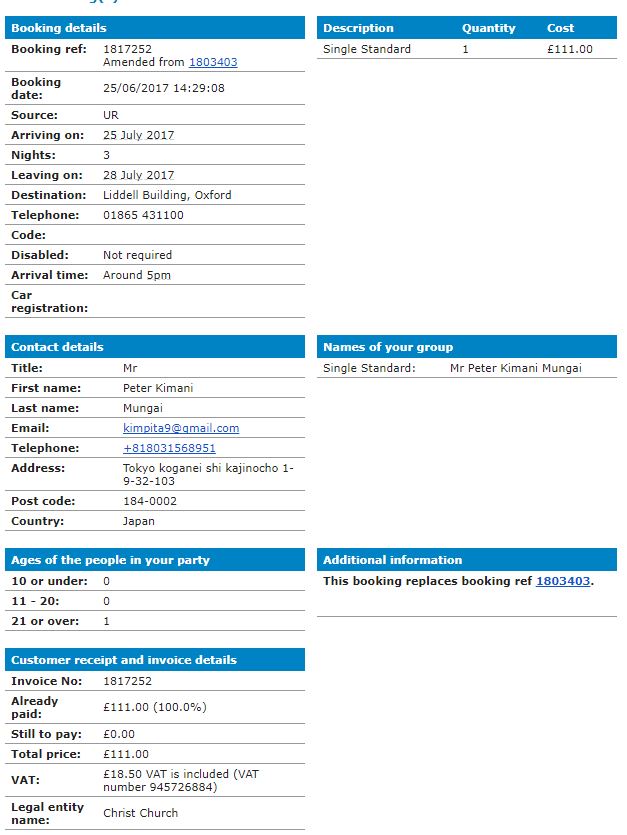 Booking details
Booking ref: 1817252
Amended from 1803403
Booking date: 25/06/2017 14:29:08
Source: UR
Arriving on: 25 July 2017
Nights: 3
Leaving on: 28 July 2017
Destination: Liddell Building, Oxford
Telephone: 01865 431100
Code:
Disabled: Not required
Arrival time: Around 5pm
Car registration:
Description Quantity Cost
Single Standard 1 £111.00
Contact details
Title: Mr
First name: Peter Kimani
Last name: Mungai
Email: kimpita9@gmail.com
Telephone: +818031568951
Address: Tokyo koganei shi kajinocho 1-
9-32-103
Post code: 184-0002
Country: Japan
Names of your group
Single Standard: Mr Peter Kimani Mungai
Ages of the people in your party
10 or under: 0
11 - 20: 0
21 or over: 1
Additional information
This booking replaces booking ref 1803403.
Customer receipt and invoice details
Invoice No: 1817252
Already paid: £111.00 (100.0%)
Still to pay: £0.00
Total price: £111.00
VAT: £18.50 VAT is included (VAT
number 945726884)
Legal entity name: Christ Church